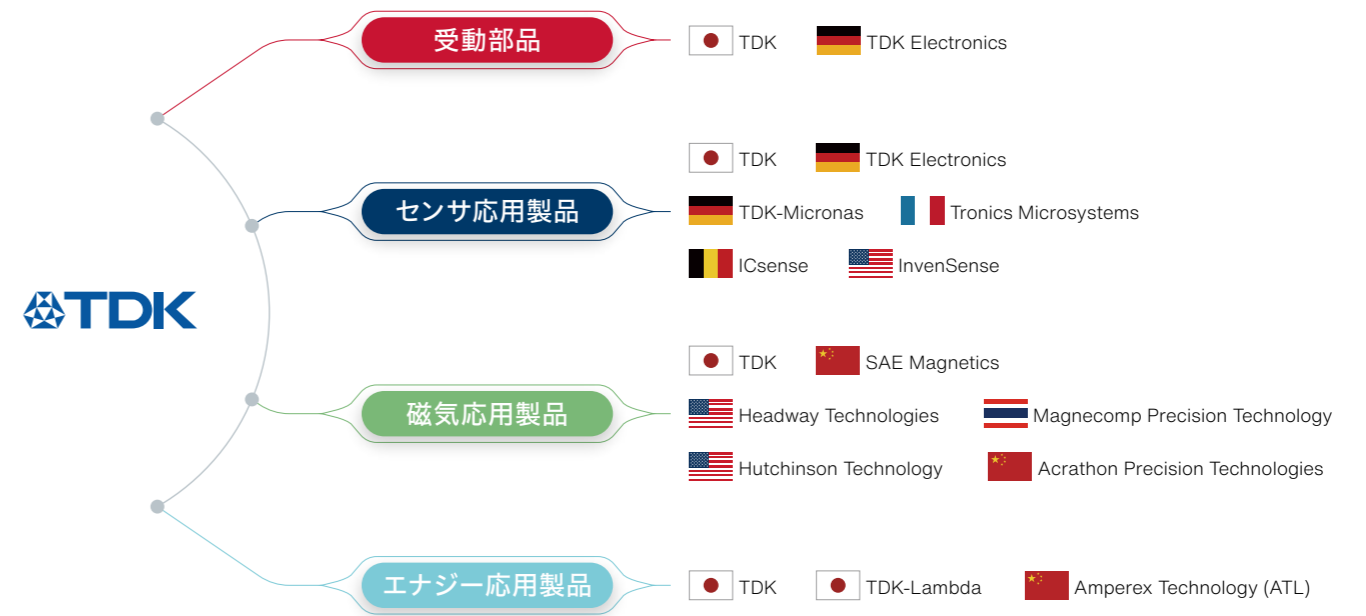 受動部品
TDK TDK Electronics
TDK TDK Electronics
センサ応用製品
TDK-Micronas Tronics Microsystems
ICsense InvenSense
TDK
TDK SAE Magnetics
磁気応用製品
Headway Technologies Magnecomp Precision Technology
Hutchinson Technology Acrathon Precision Technologies
エナジー応用製品
TDK TDK-Lambda Amperex Technology (ATL)